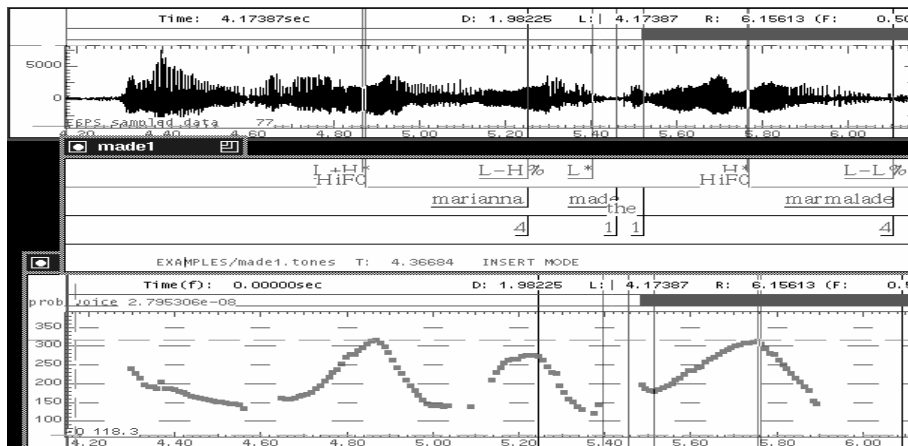 Time: 4.17387sec D: 1.98225 L: 4.17387 R: 6.15613 (F: 0.50
5000
0
ESPS sampled_data 77
4.20 4.40 4.60 4.80 5.00 5.20 5.40 5.60 5.80 6.00
made1
L+H* L-H% L* H* L-L%
HiF0 HiF0
marianna made the marmalade
4 1 1 4
EXAMPLES/made1.tones T: 4.36684 INSERT MODE
Time(f): 0.00000sec D: 1.98225 L: 4.17387 R: 6.15613 (F: 0.5
prob_voice 2.795306e-08
350
300
250
200
150
100
0 118.3
4.20 4.40 4.60 4.80 5.00 5.20 5.40 5.60 5.80 6.00